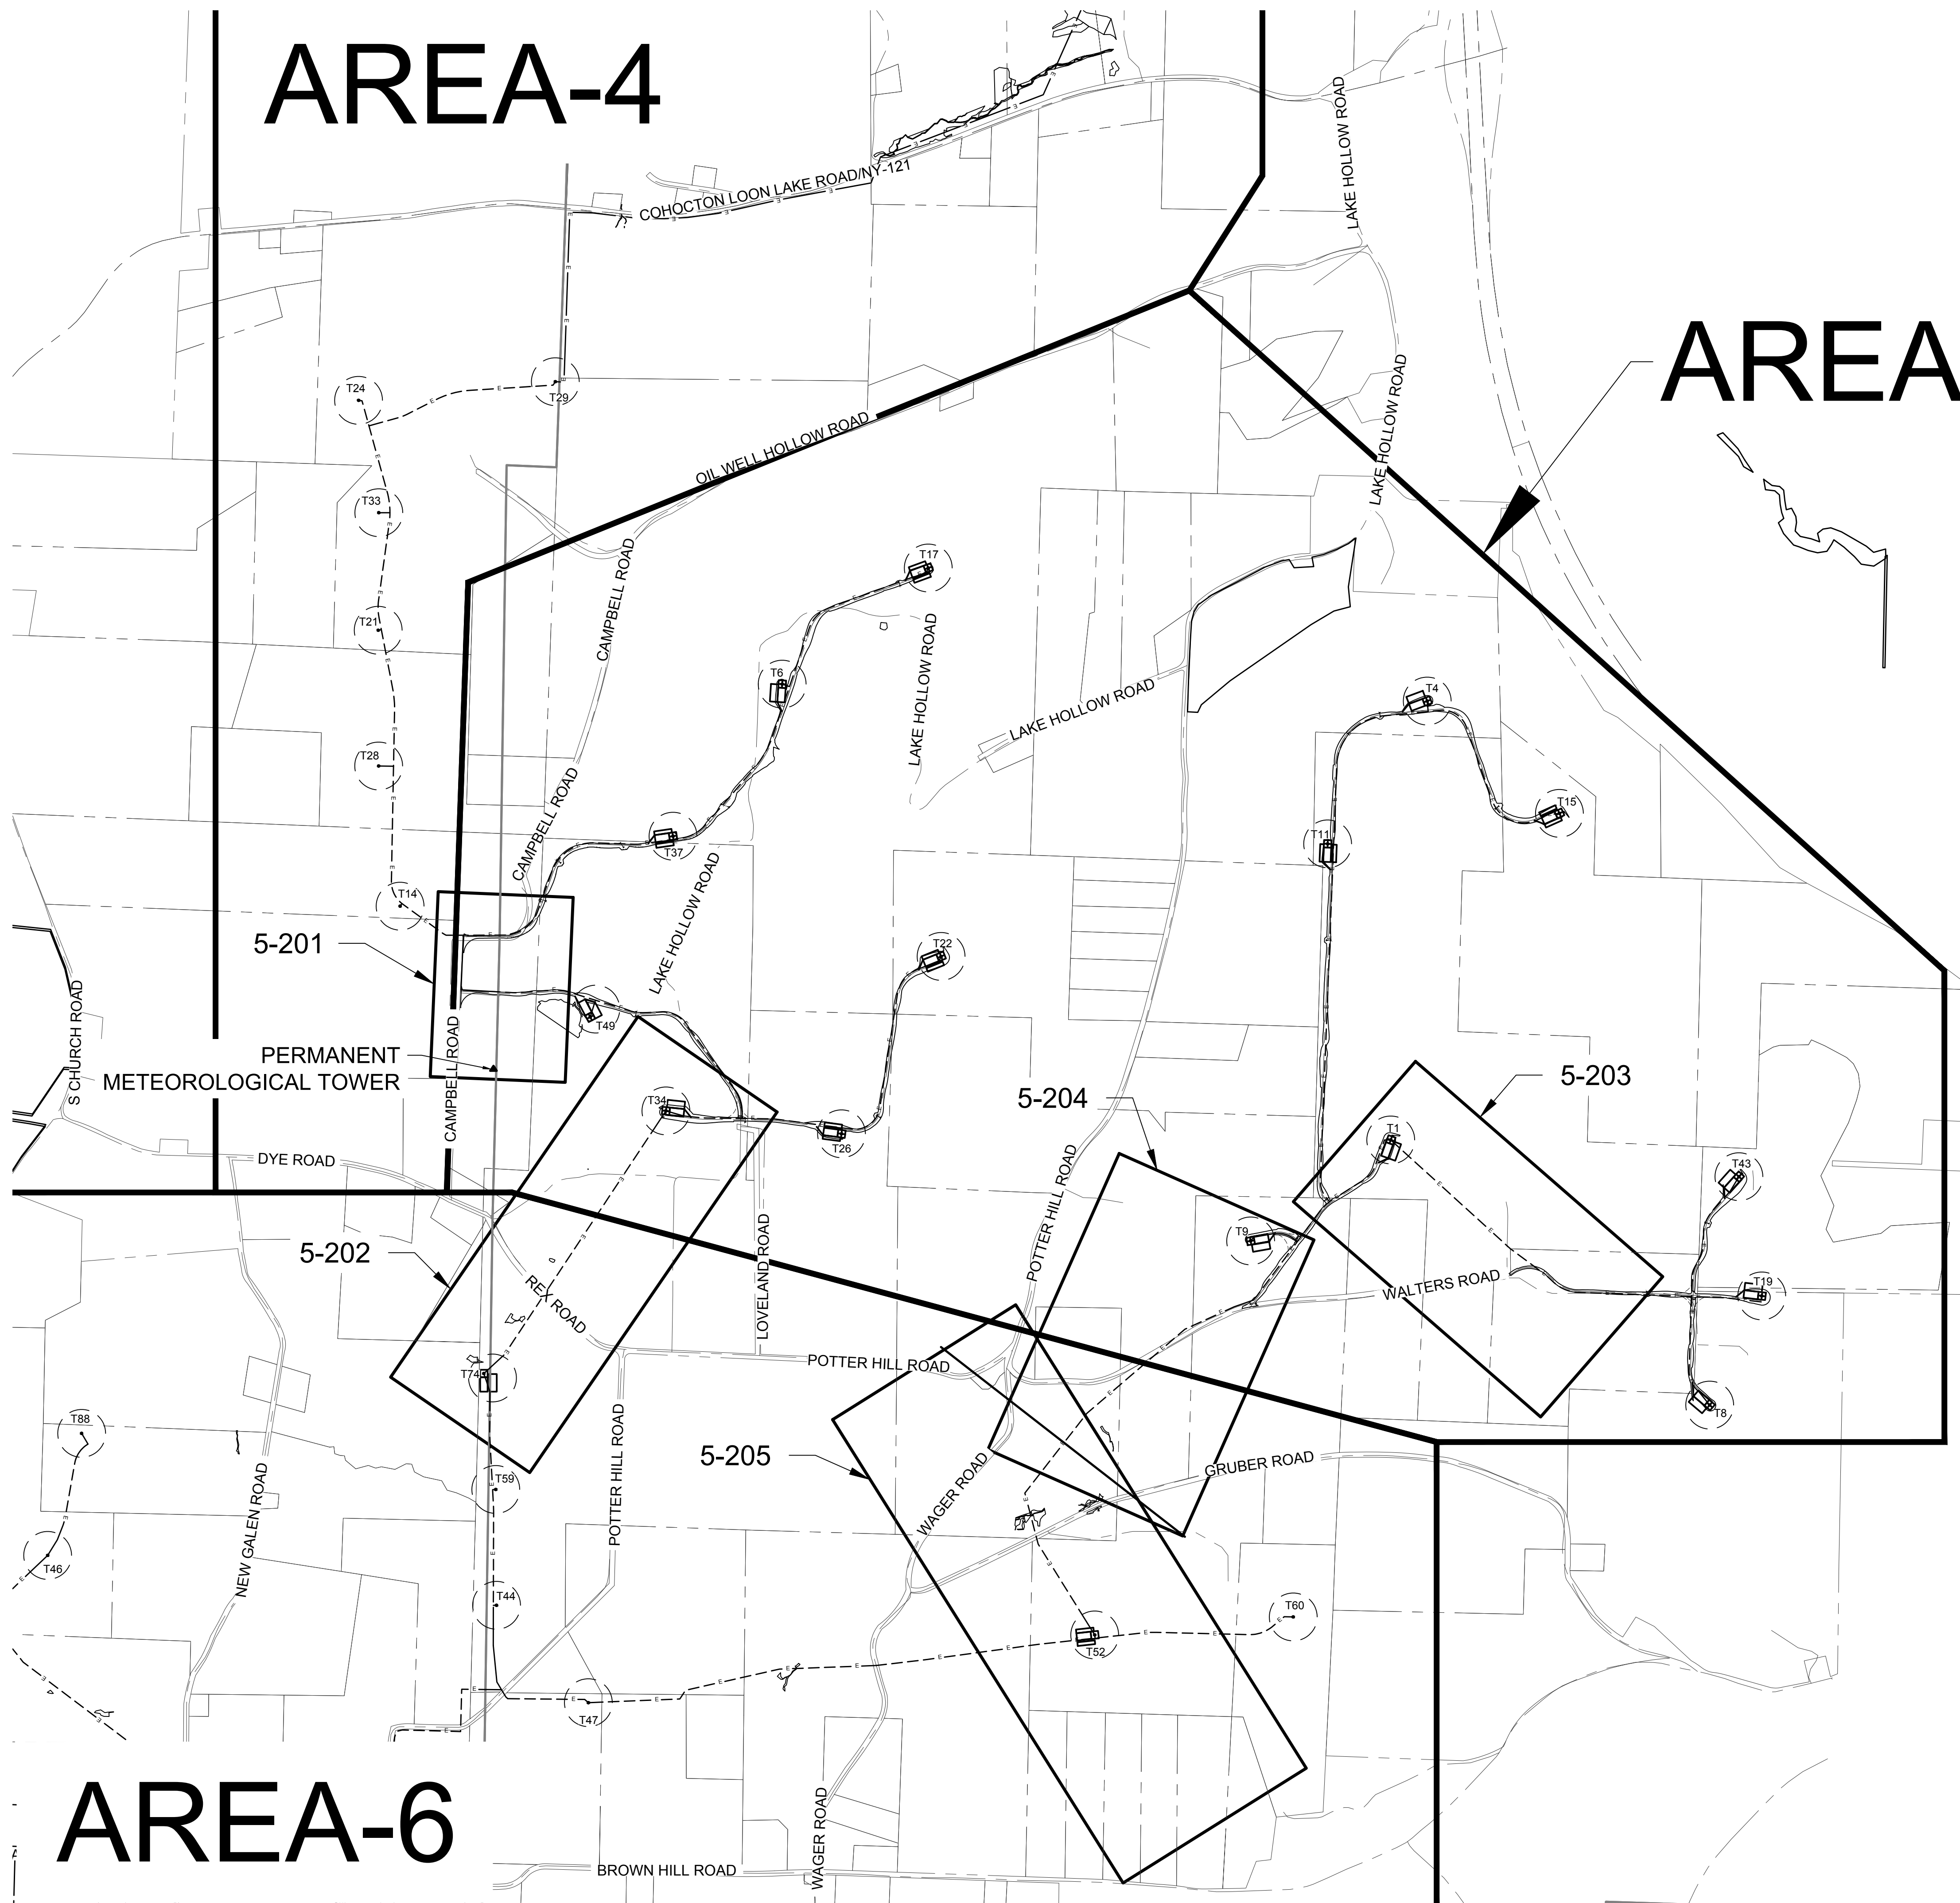 AREA-4
LAKE HOLLOW ROAD
COHOCTON LOON LAKE ROAD/NY-121
AREA
LAKE HOLLOW ROAD
T24
T29
OIL WELL HOLLOW ROAD
T33
T17
CAMPBELL ROAD
T21
LAKE HOLLOW ROAD
T6
LAKE HOLLOW ROAD
T4
T28
CAMPBELL ROAD
T15
T11
T37
LAKE HOLLOW ROAD
T14
5-201
T22
S CHURCH ROAD
T49
CAMPBELL ROAD
PERMANENT
METEOROLOGICAL TOWER
5-203
5-204
T34
T1
T26
DYE ROAD
POTTER HILL ROAD
T43
T9
5-202
LOVELAND ROAD
WALTERS ROAD
T19
REX ROAD
POTTER HILL ROAD
T74
T8
T88
POTTER HILL ROAD
5-205
WAGER ROAD
GRUBER ROAD
T59
NEW GALEN ROAD
T46
T44
T60
T52
T47
AREA-6
WAGER ROAD
BROWN HILL ROAD